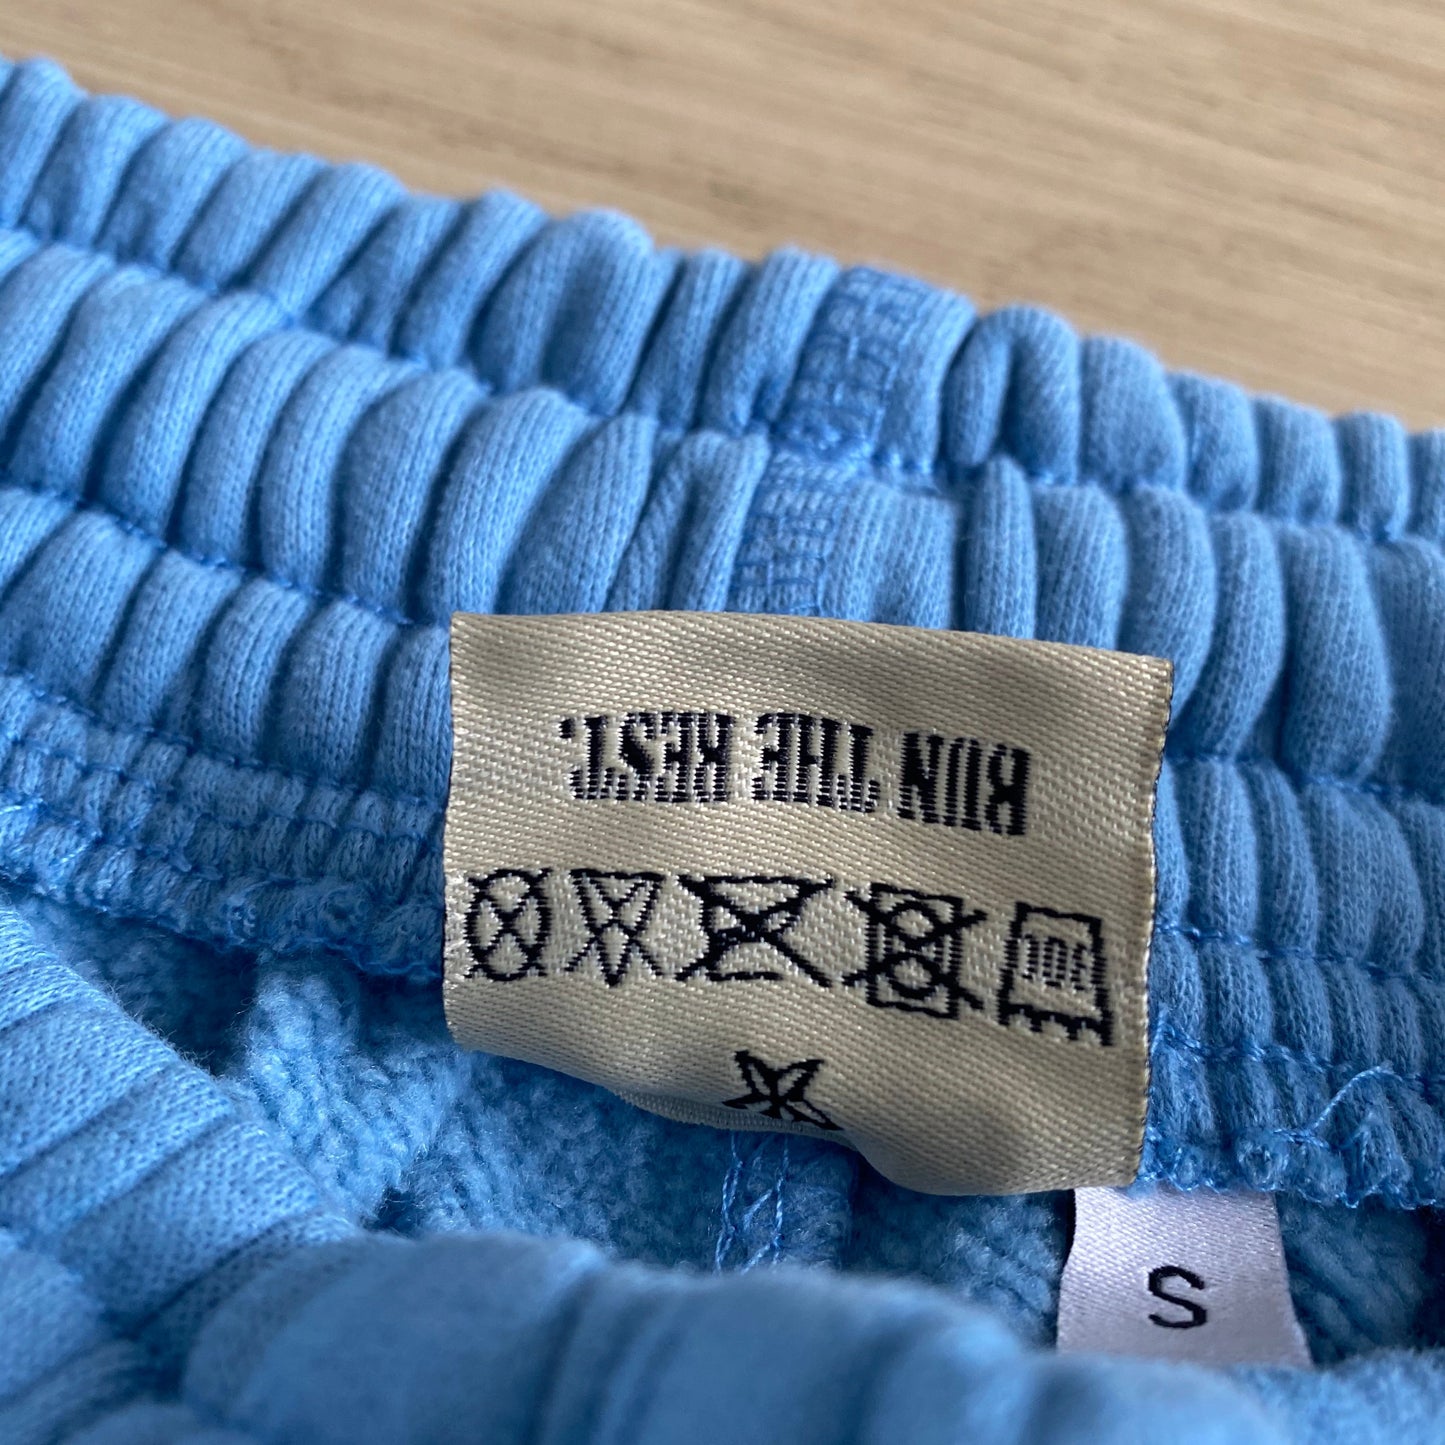 RUN THE REST.
S